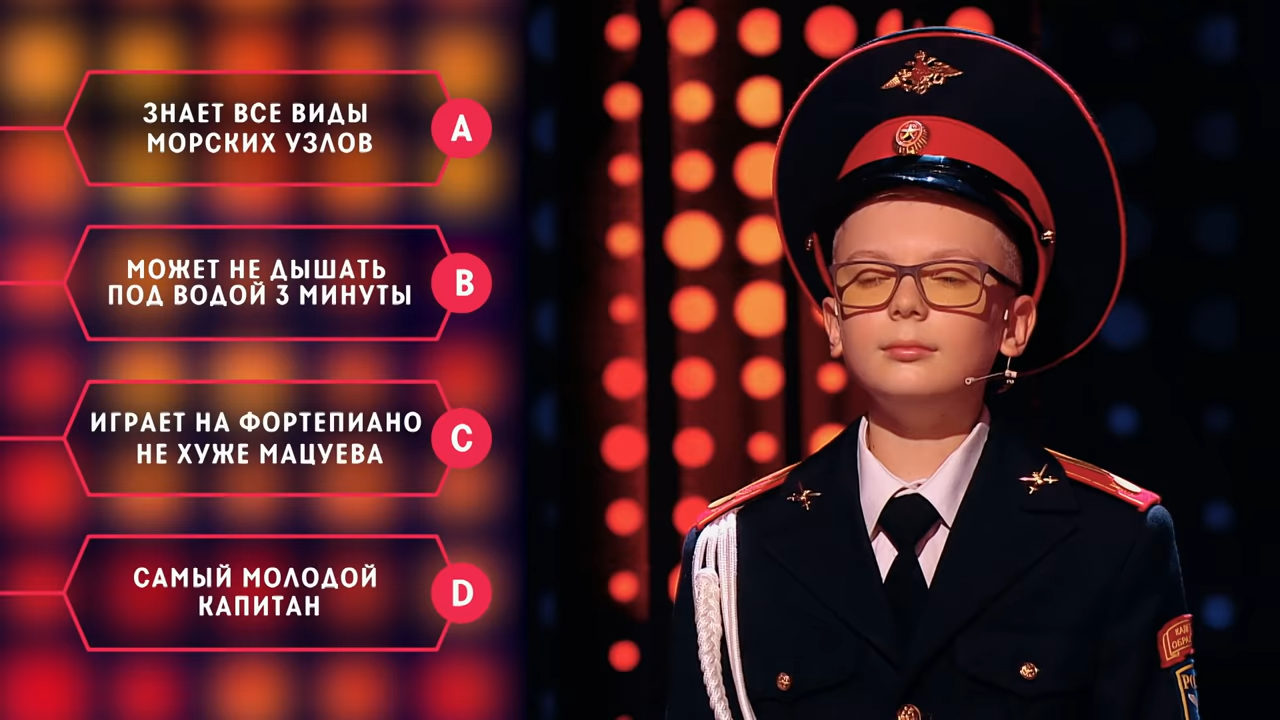 ЗНАЕТ ВСЕ ВИДЫ
МОРСКИХ УЗЛОВ
A
МОЖЕТ НЕ ДЫШАТЬ
ПОД ВОДОЙ 3 МИНУТЫ
B
ИГРАЕТ НА ФОРТЕПИАНО
НЕ ХУЖЕ МАЦУЕВА
C
САМЫЙ МОЛОДОЙ
КАПИТАН
D